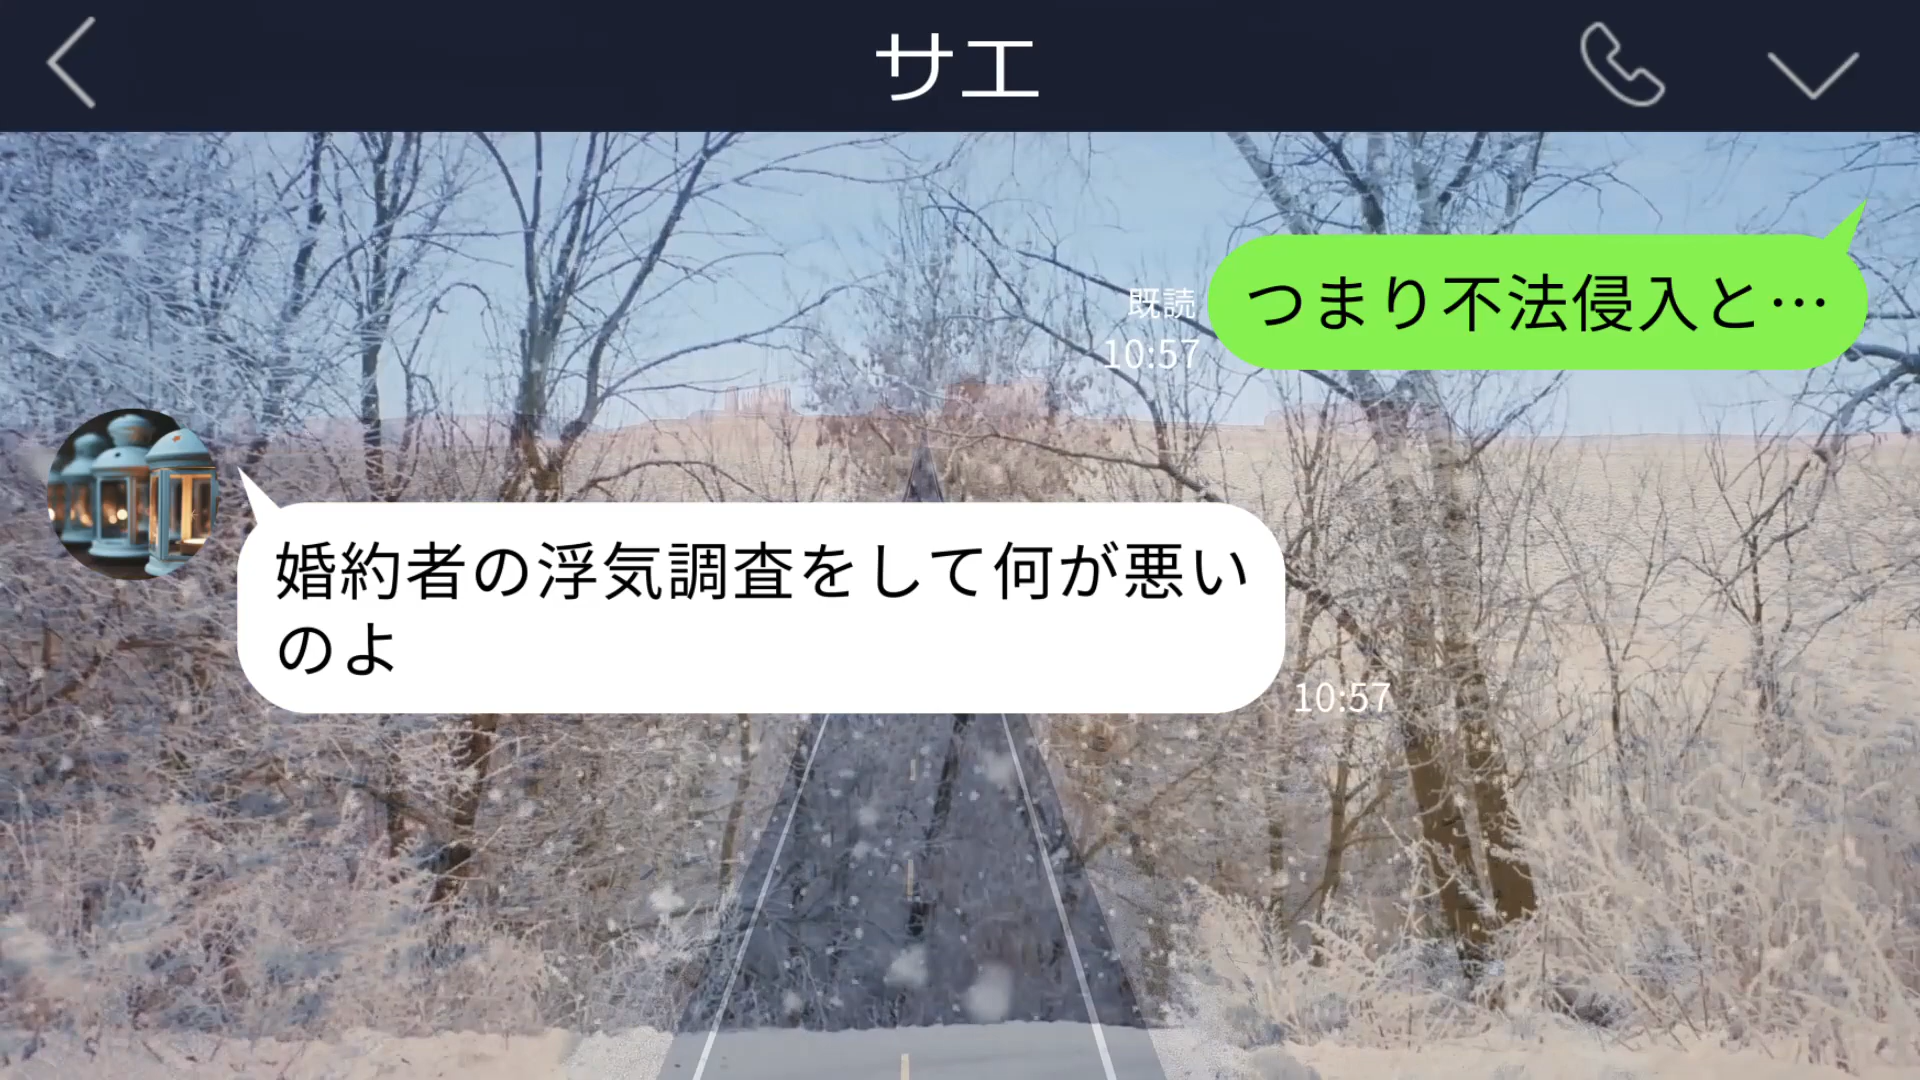 サエ
つまり不法侵入と…
既読
10:57
婚約者の浮気調査をして何が悪い
のよ
10:57